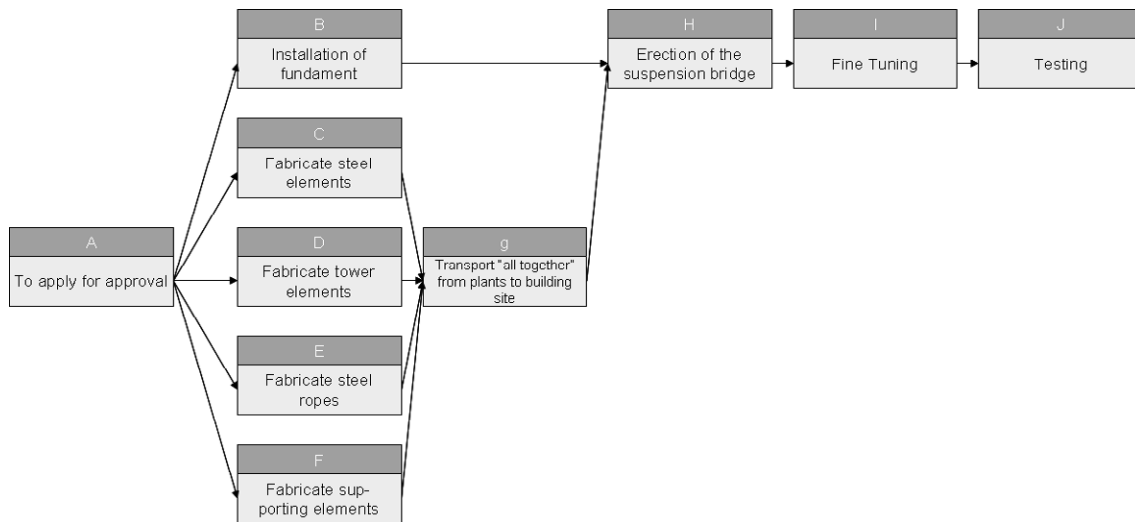 B
Installation of
fundament
H
Erection of the
suspension bridge
I
Fine Tuning
J
Testing
C
Fabricate steel
elements
A
To apply for approval
D
Fabricate tower
elements
g
Transport "all together"
from plants to building
site
E
Fabricate steel
ropes
F
Fabricate sup-
porting elements